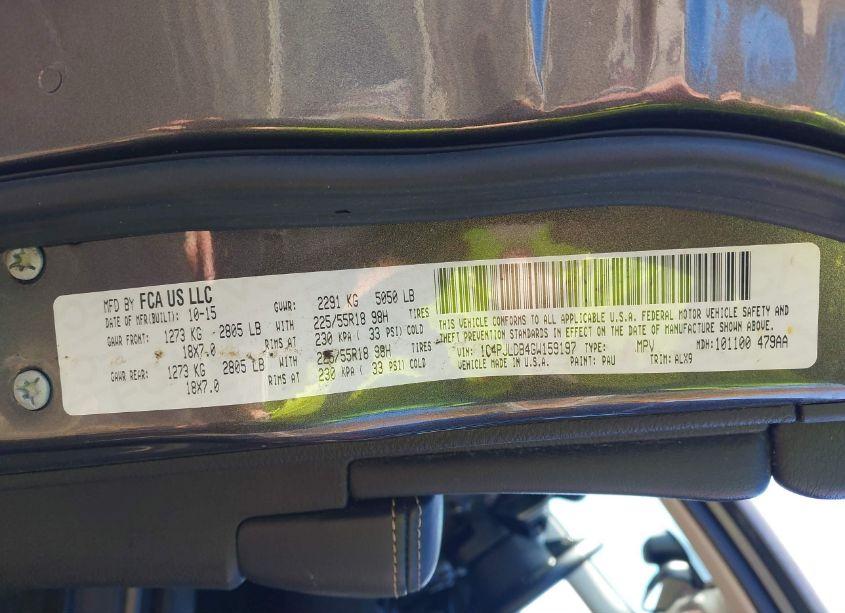 MFD BY FCA US LLC
DATE OF MFR(BUILT): 10-15 GVWR: 2291 KG 5050 LB
GAWR FRONT: 1273 KG - 2805 LB WITH 225/55R18 98H TIRES
18X7.0 RIMS AT 230 KPA ( 33 PSI) COLD
GAWR REAR: 1273 KG 2805 LB WITH 225/55R18 98H TIRES
18X7.0 RIMS AT 230 KPA ( 33 PSI) COLD
THIS VEHICLE CONFORMS TO ALL APPLICABLE U.S.A. FEDERAL MOTOR VEHICLE SAFETY AND
THEFT PREVENTION STANDARDS IN EFFECT ON THE DATE OF MANUFACTURE SHOWN ABOVE.
VIN: 1C4PJLDB4GW159197 TYPE: MPV MDH: 101100 479AA
VEHICLE MADE IN U.S.A. PAINT: PAU TRIM: ALX9